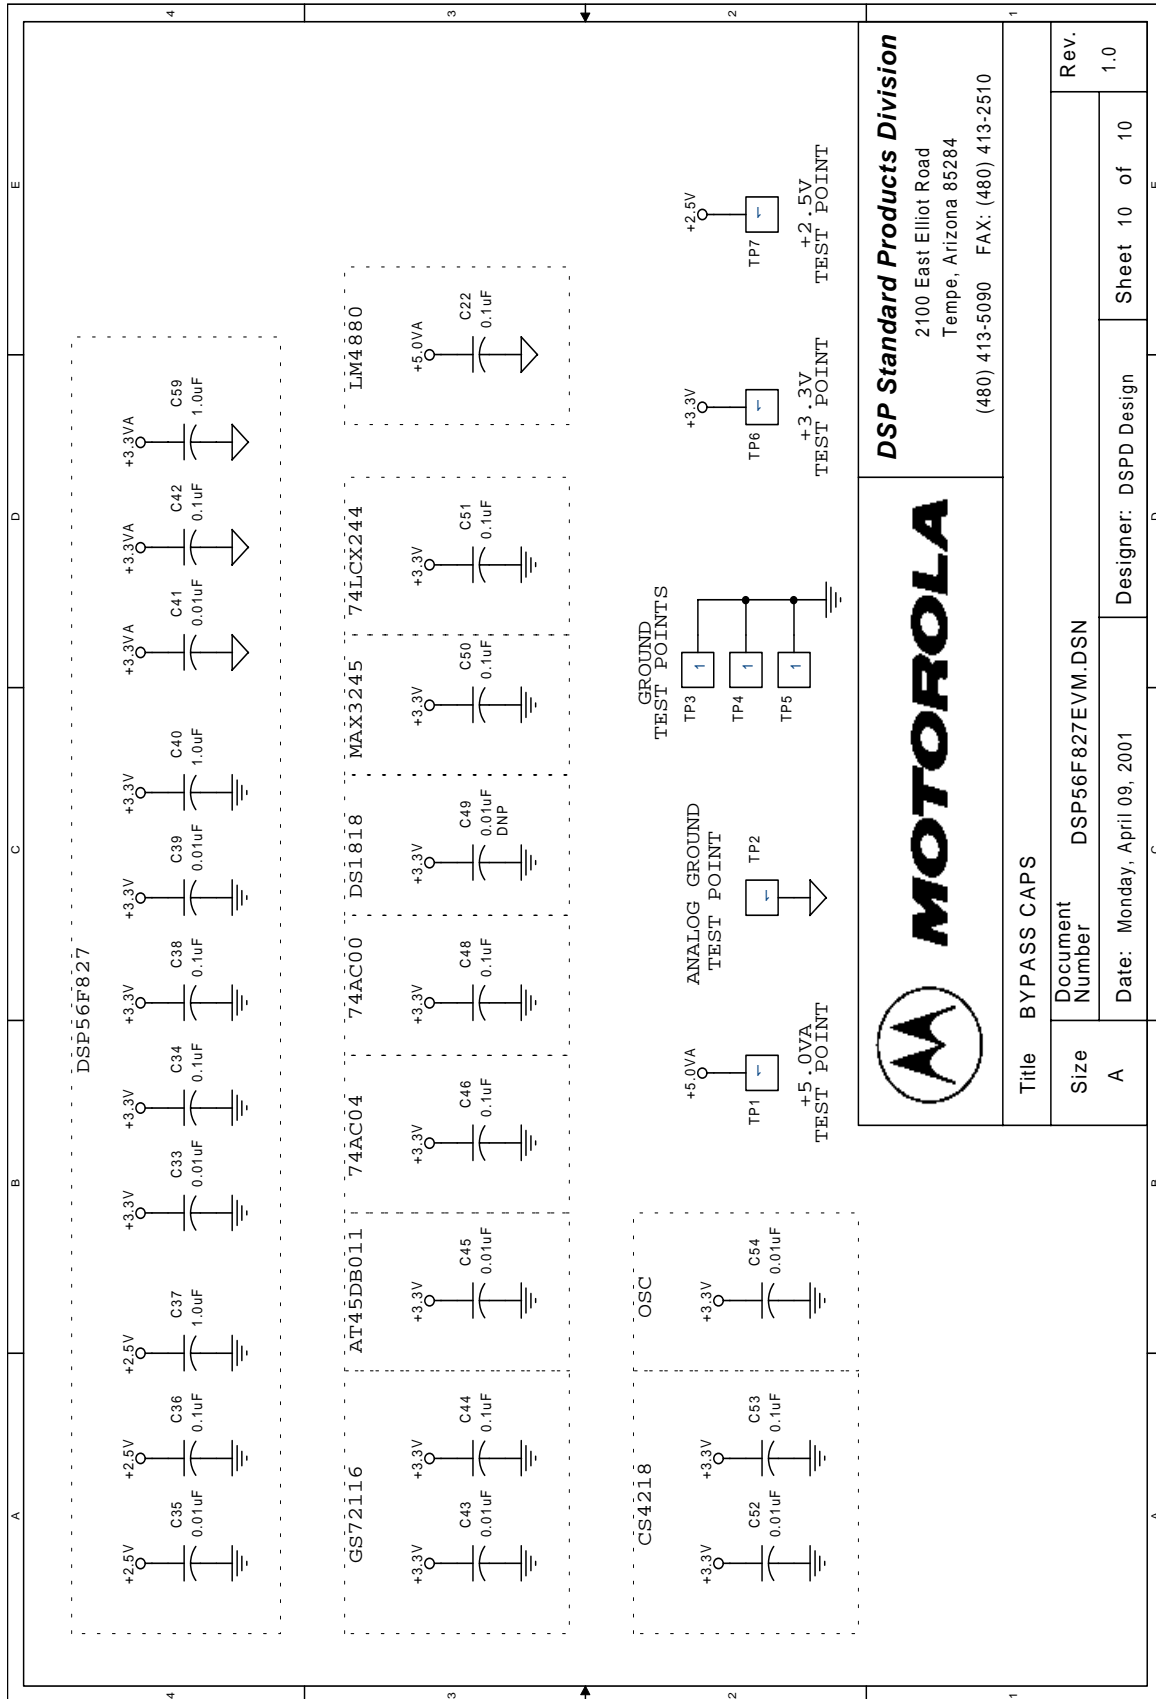 A
B
C
D
E
4
DSP56F827
+2.5V
C35
0.01uF
+2.5V
C36
0.1uF
+2.5V
C37
1.0uF
+3.3V
C33
0.01uF
+3.3V
C34
0.1uF
+3.3V
C38
0.1uF
+3.3V
C39
0.01uF
+3.3V
C40
1.0uF
+3.3VA
C41
0.01uF
+3.3VA
C42
0.1uF
+3.3VA
C59
1.0uF
4
3
GS72116
+3.3V
C43
0.01uF
+3.3V
C44
0.1uF
AT45DB011
+3.3V
C45
0.01uF
74AC04
+3.3V
C46
0.1uF
74AC00
+3.3V
C48
0.1uF
DS1818
+3.3V
C49
0.01uF
DNP
MAX3245
+3.3V
C50
0.1uF
74LCX244
+3.3V
C51
0.1uF
LM4880
+5.0VA
C22
0.1uF
3
2
CS4218
+3.3V
C52
0.01uF
+3.3V
C53
0.1uF
OSC
+3.3V
C54
0.01uF
+5.0VA
TP1
1
+5.0VA
TEST POINT
ANALOG GROUND
TEST POINT
TP2
1
GROUND
TEST POINTS
TP3
1
TP4
1
TP5
1
+3.3V
TP6
1
+3.3V
TEST POINT
+2.5V
TP7
1
+2.5V
TEST POINT
2
MOTOROLA
DSP Standard Products Division
2100 East Elliot Road
Tempe, Arizona 85284
(480) 413-5090 FAX: (480) 413-2510
Title BYPASS CAPS
Size
A
Document
Number
DSP56F827EVM.DSN
Rev.
1.0
Date: Monday, April 09, 2001
Designer: DSPD Design
Sheet 10 of 10
1
1
A
B
C
D
E